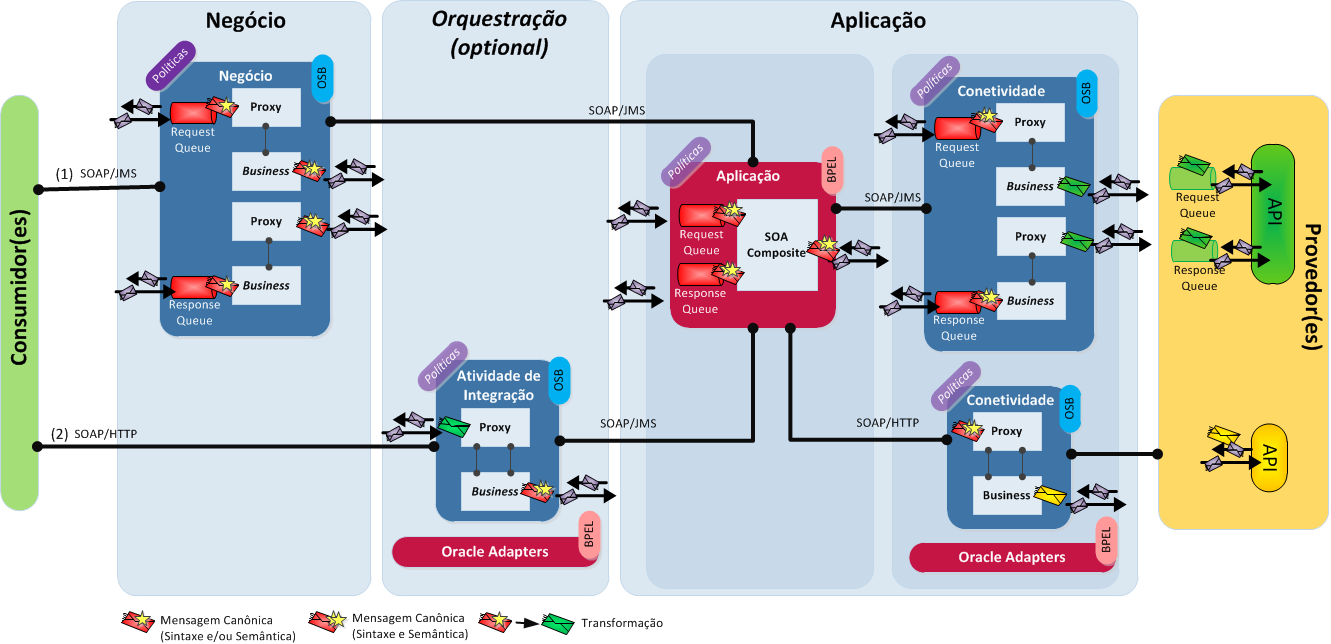 Negócio
Orquestração
(optional)
Aplicação
Consumidor(es)
(1) SOAP/JMS
(2) SOAP/HTTP
Políticas
Negócio
OSB
Proxy
Request
Queue
Business
Proxy
Business
Response
Queue
SOAP/JMS
Políticas
Atividade de
Integração
OSB
Proxy
Business
BPEL
Oracle Adapters
SOAP/JMS
Políticas
Aplicação
BPEL
Request
Queue
SOA
Composite
Response
Queue
SOAP/JMS
SOAP/HTTP
Políticas
Conetividade
OSB
Proxy
Request
Queue
Business
Proxy
Business
Response
Queue
Políticas
Conetividade
OSB
Proxy
Business
BPEL
Oracle Adapters
Request
Queue
API
Response
Queue
API
Provedor(es)
Mensagem Canônica
(Sintaxe e/ou Semântica)
Mensagem Canônica
(Sintaxe e Semântica)
Transformação